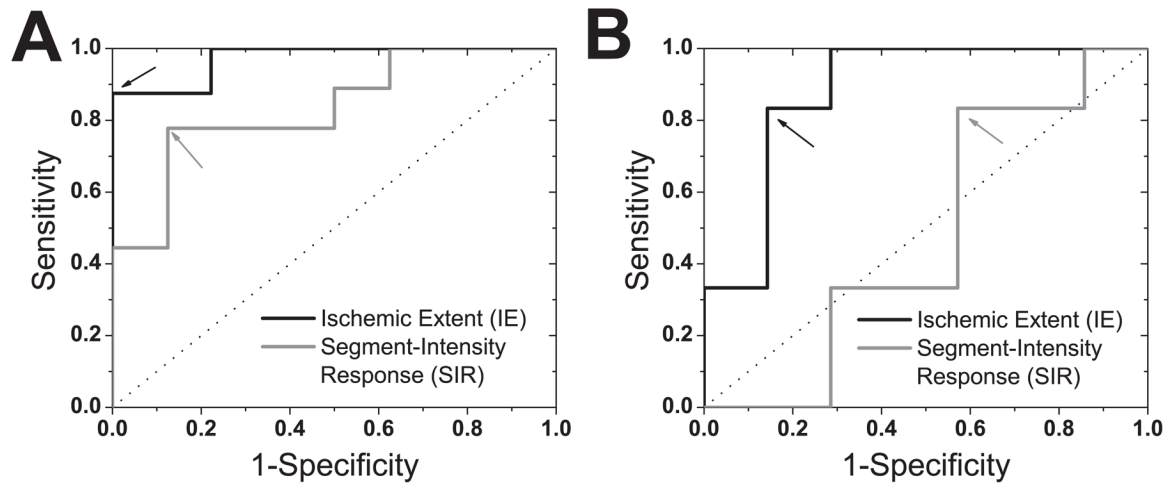 A
1.0
0.8
0.6
0.4
0.2
0.0
Sensitivity
Ischemic Extent (IE)
Segment-Intensity
Response (SIR)
0.0 0.2 0.4 0.6 0.8 1.0
1-Specificity
B
1.0
0.8
0.6
0.4
0.2
0.0
Sensitivity
Ischemic Extent (IE)
Segment-Intensity
Response (SIR)
0.0 0.2 0.4 0.6 0.8 1.0
1-Specificity